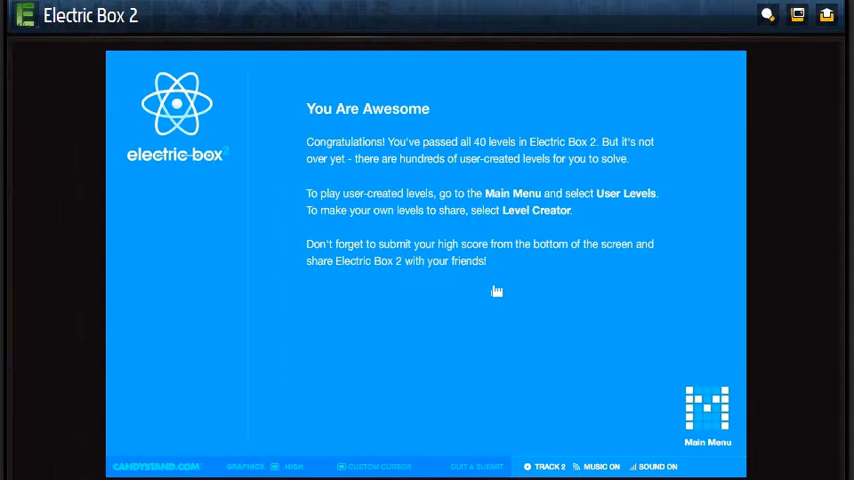 Electric Box 2
electric box 2
You Are Awesome
Congratulations! You've passed all 40 levels in Electric Box 2. But it's not
over yet - there are hundreds of user-created levels for you to solve.
To play user-created levels, go to the Main Menu and select User Levels.
To make your own levels to share, select Level Creator.
Don't forget to submit your high score from the bottom of the screen and
share Electric Box 2 with your friends!
M
Main Menu
CANDYSTAND.COM GRAPHICS HIGH CUSTOM CURSOR QUIT & SUBMIT TRACK 2 MUSIC ON SOUND ON